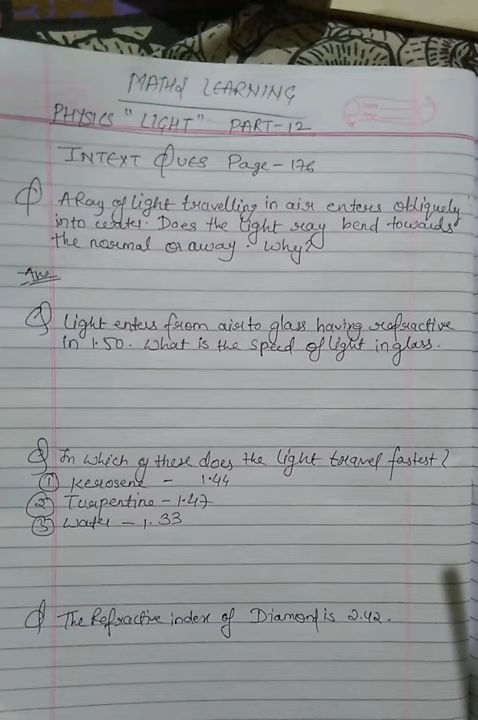 MATHS LEARNING
PHYSICS "LIGHT" PART-12
INTEXT QUES Page-176
Q A Ray of light travelling in air enters obliquely
into water. Does the light ray bend towards
the normal or away. Why?
Ans
Q Light enters from air to glass having refractive
in 1.50. What is the speed of light in glass.
Q In which of these does the light travel fastest?
① Kerosene - 1.44
② Turpentine - 1.47
③ Water - 1.33
Q The Refractive index of Diamond is 2.42.